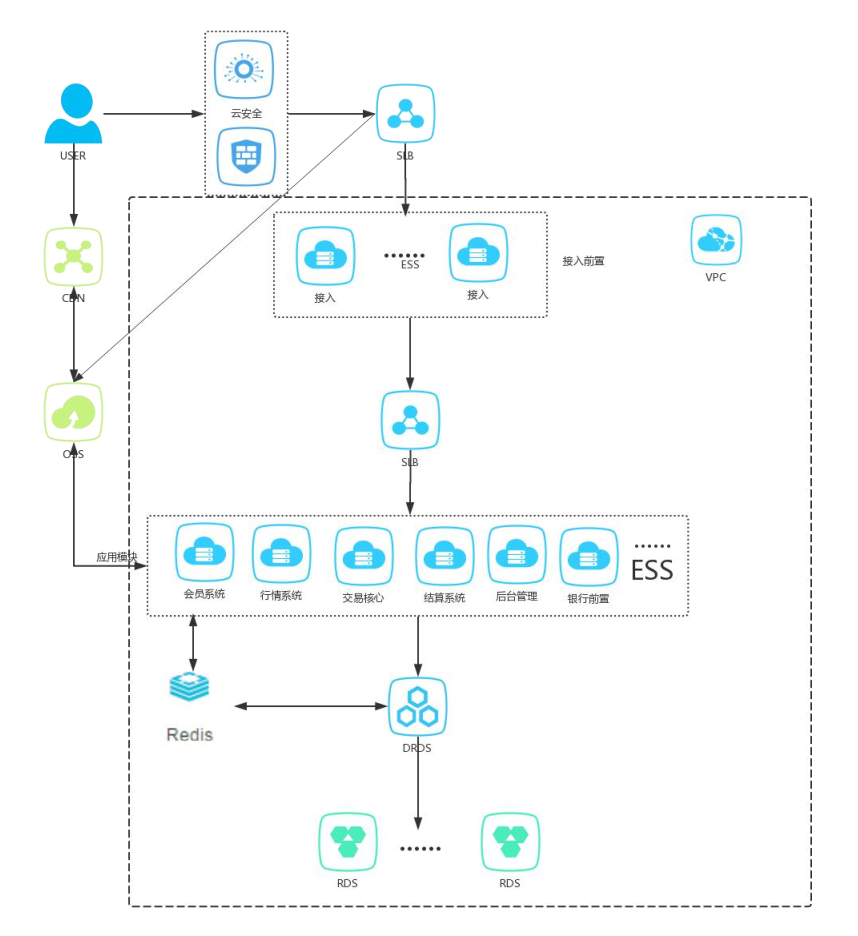 云安全
USER
SLB
接入
ESS
接入
接入前置
VPC
CDN
OSS
SLB
应用模块
会员系统
行情系统
交易核心
结算系统
后台管理
银行前置
ESS
Redis
DRDS
RDS
RDS